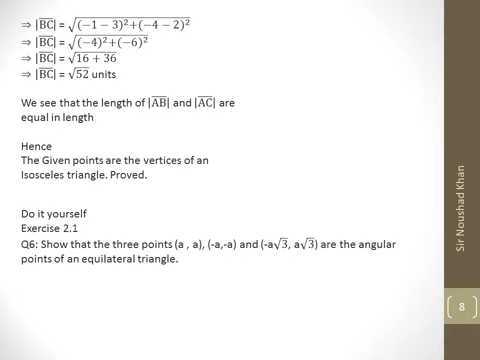 ⇒ |BC̅| = √((−1 − 3)²+(−4 − 2)²)
⇒ |BC̅| = √((−4)²+(−6)²)
⇒ |BC̅| = √(16 + 36)
⇒ |BC̅| = √52 units
We see that the length of |AB̅| and |AC̅| are
equal in length
Hence
The Given points are the vertices of an
Isosceles triangle. Proved.
Do it yourself
Exercise 2.1
Q6: Show that the three points (a , a), (-a,-a) and (-a√3, a√3) are the angular
points of an equilateral triangle.
Sir Noushad Khan
8